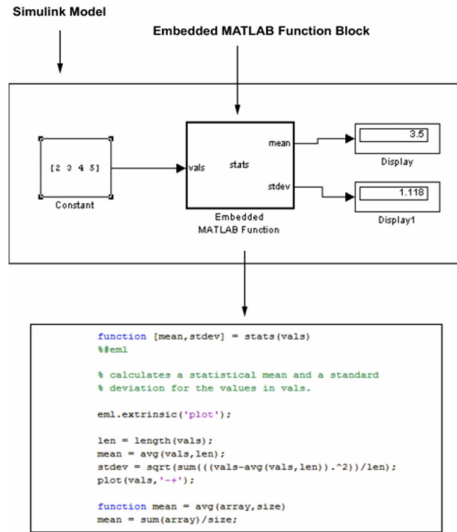 Simulink Model
Embedded MATLAB Function Block
[2 3 4 5]
Constant
vals
stats
mean
stdev
Embedded
MATLAB Function
3.5
Display
1.118
Display1
function [mean,stdev] = stats(vals)
%#eml
% calculates a statistical mean and a standard
% deviation for the values in vals.
eml.extrinsic('plot');
len = length(vals);
mean = avg(vals,len);
stdev = sqrt(sum(((vals-avg(vals,len)).^2))/len);
plot(vals,'-+');
function mean = avg(array,size)
mean = sum(array)/size;